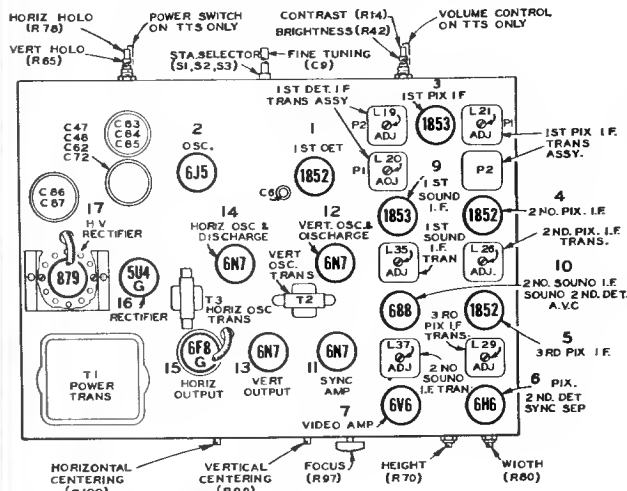 HORIZ HOLD
(R78)
POWER SWITCH
ON TTS ONLY
VERT HOLD
(R65)
STA.SELECTOR
(S1,S2,S3)
FINE TUNING
(C9)
CONTRAST (R14)
BRIGHTNESS(R42)
VOLUME CONTROL
ON TTS ONLY
1ST DET. I.F
TRANS ASSY
3
1ST PIX I F
1853
L19
ADJ
P2
L21
ADJ
P1
1ST PIX I.F.
TRANS
ASSY.
C47
C48
C62
C72
C83
C84
C85
2
OSC.
6J5
1
1ST DET
1852
C6
L20
ADJ
P1
P2
C86
C87
9
1ST
SOUND
I.F.
1853
4
1852
2ND. PIX. I.F.
17
H V
RECTIFIER
879
14
HORIZ OSC &
DISCHARGE
6N7
12
VERT. OSC.&
DISCHARGE
6N7
1ST
SOUND
I.F.
TRAN
L35
ADJ
L26
ADJ.
2ND. PIX I.F.
TRANS.
5U4
G
16
RECTIFIER
T3
HORIZ OSC
TRANS
VERT
OSC.
TRANS
T2
10
6B8
2ND. SOUND I.F.
SOUND 2ND. DET.
A.V.C
1852
5
3RD PIX I F.
T1
POWER
TRANS
6F8
G
15
HORIZ
OUTPUT
6N7
13
VERT
OUTPUT
6N7
11
SYNC
AMP
3RD
PIX I.F
TRANS.
L37
ADJ
L29
ADJ
2ND
SOUND
I.F TRAN.
7
VIDEO AMP
6V6
6H6
6
PIX.
2ND. DET
SYNC SEP
HORIZONTAL
CENTERING
VERTICAL
CENTERING
FOCUS
(R97)
HEIGHT
(R70)
WIDTH
(R80)